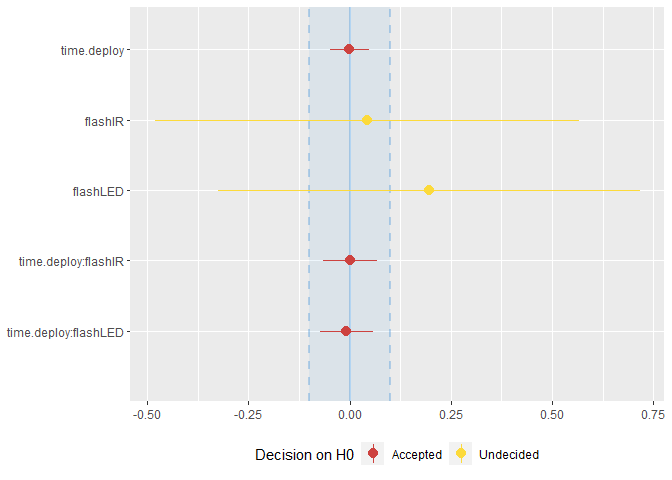 time.deploy
flashIR
flashLED
time.deploy:flashIR
time.deploy:flashLED
-0.50 -0.25 0.00 0.25 0.50 0.75
Decision on H0 Accepted Undecided